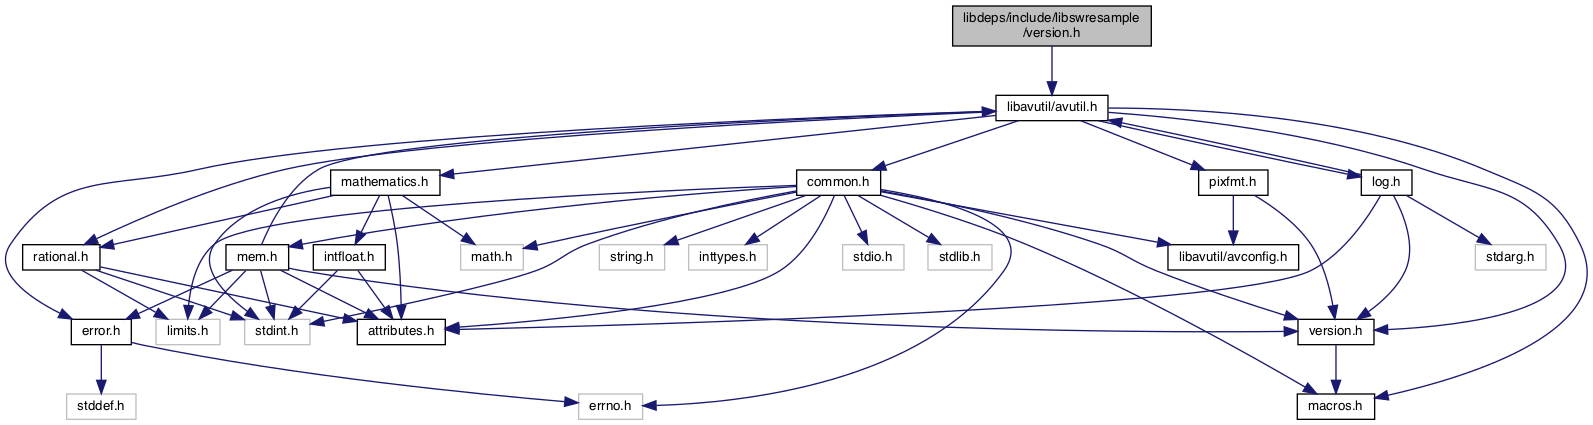 libdeps/include/libswresample
/version.h
libavutil/avutil.h
mathematics.h
common.h
pixfmt.h
log.h
rational.h
mem.h
intfloat.h
math.h
string.h
inttypes.h
stdio.h
stdlib.h
libavutil/avconfig.h
stdarg.h
error.h
limits.h
stdint.h
attributes.h
version.h
stddef.h
errno.h
macros.h